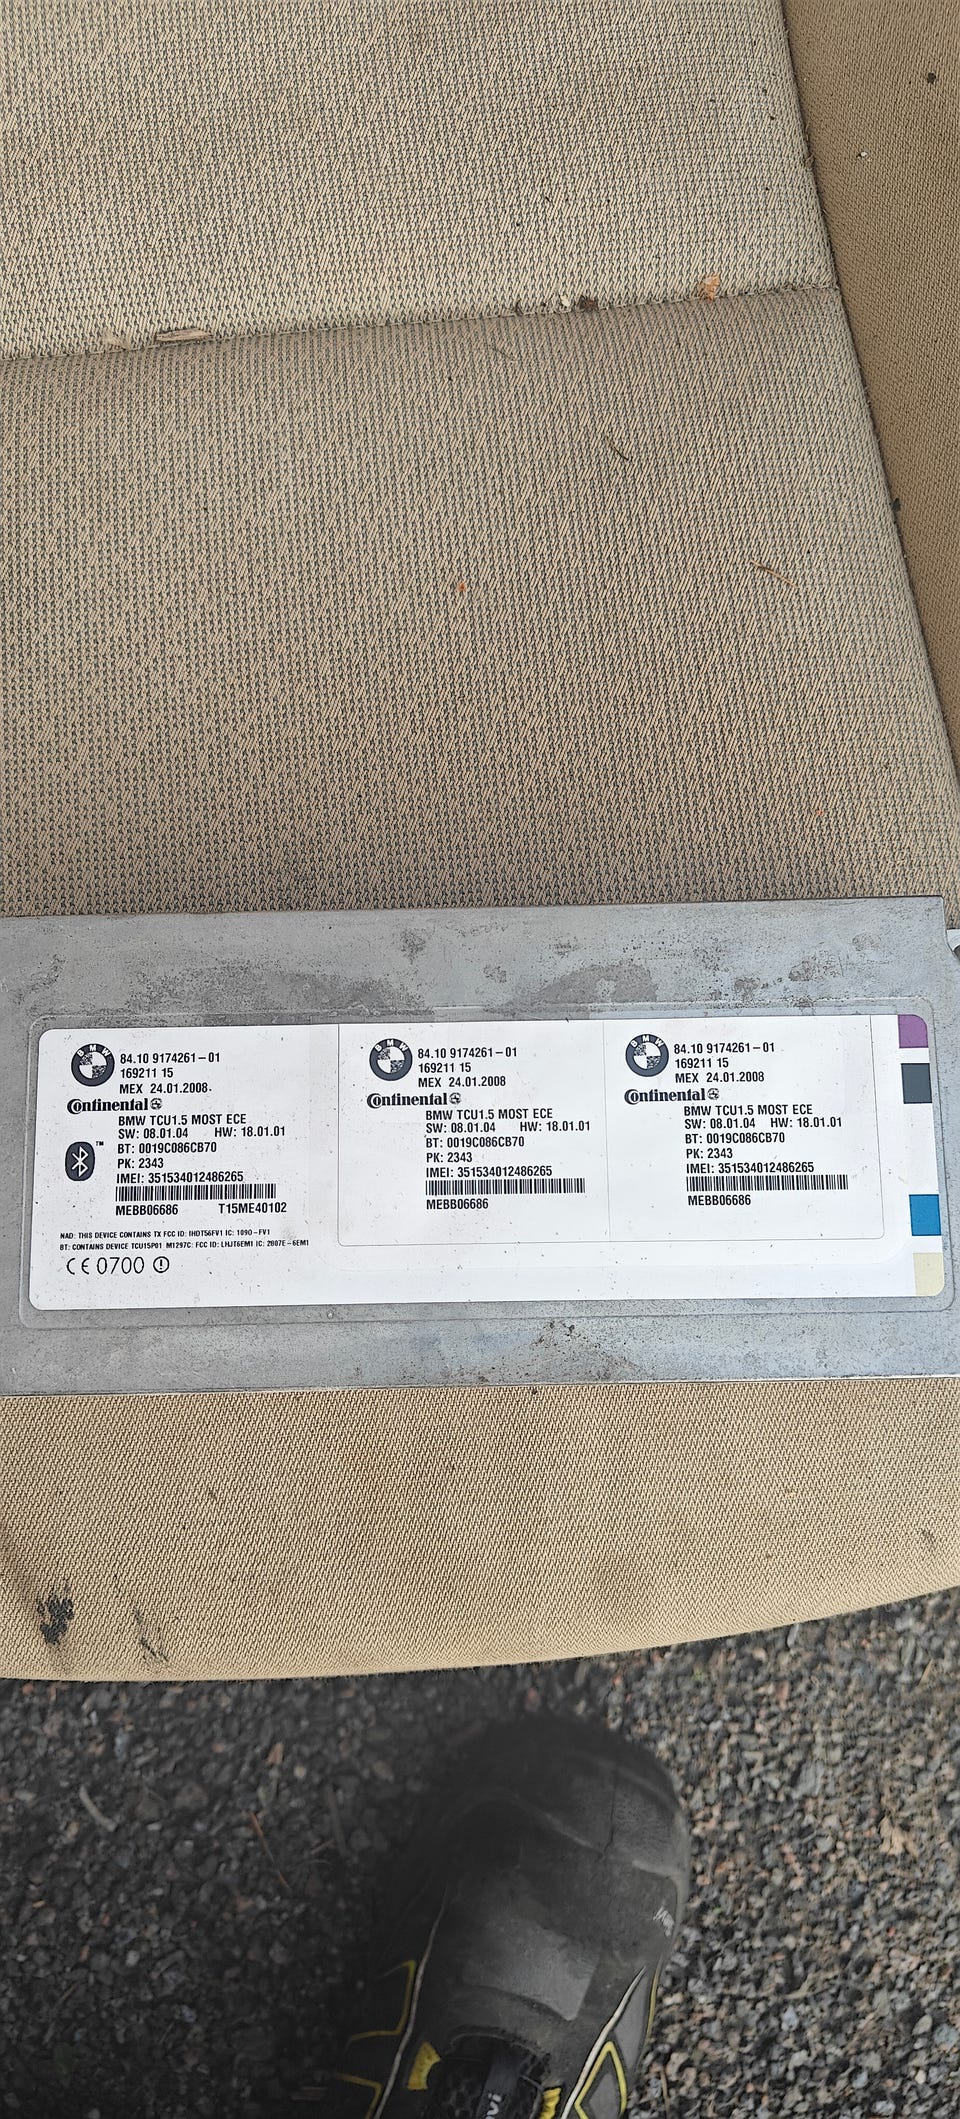 BMW
84.10 9174261-01
169211 15
MEX 24.01.2008.
Continental
BMW TCU1.5 MOST ECE
SW: 08.01.04 HW: 18.01.01
BT: 0019C086CB70
PK: 2343
IMEI: 351534012486265
MEBB06686 T15ME40102
NAD: THIS DEVICE CONTAINS TX FCC ID: IHDT56FV1 IC: 1090-FV1
BT: CONTAINS DEVICE TCU15P01 M1297C: FCC ID: LHJT6EM1 IC: 2807E-6EM1
CE 0700
BMW
84.10 9174261-01
169211 15
MEX 24.01.2008
Continental
BMW TCU1.5 MOST ECE
SW: 08.01.04 HW: 18.01.01
BT: 0019C086CB70
PK: 2343
IMEI: 351534012486265
MEBB06686
BMW
84.10 9174261-01
169211 15
MEX 24.01.2008
Continental
BMW TCU1.5 MOST ECE
SW: 08.01.04 HW: 18.01.01
BT: 0019C086CB70
PK: 2343
IMEI: 351534012486265
MEBB06686